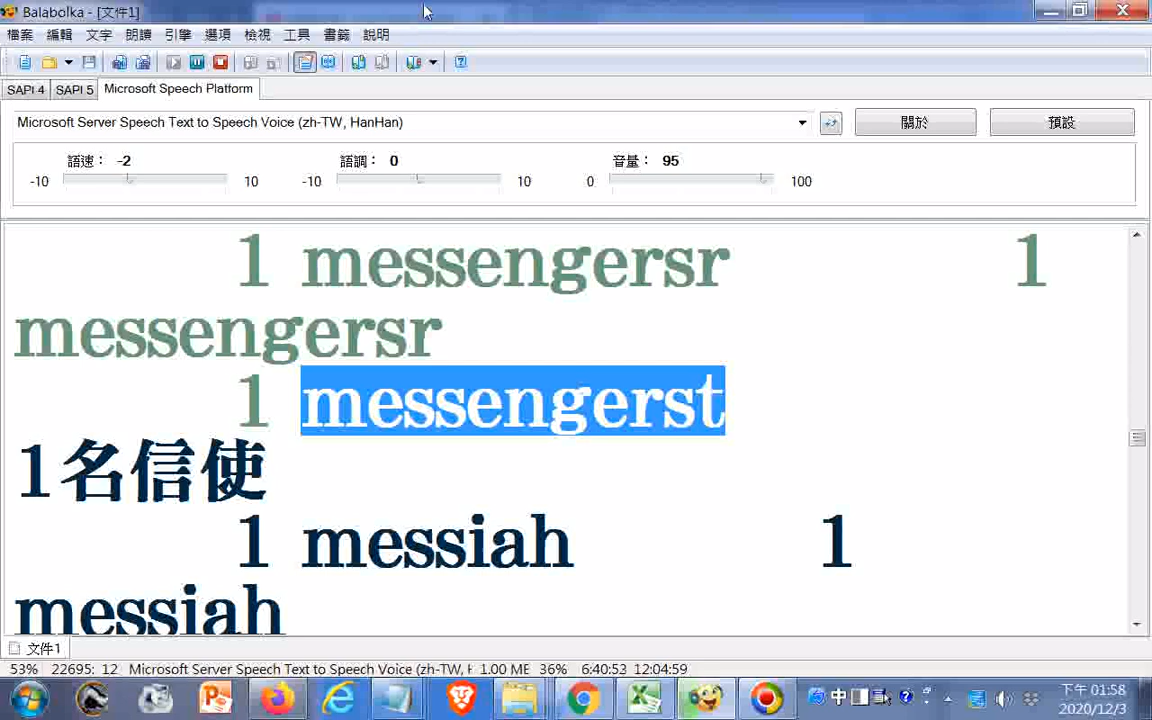 Balabolka - [文件1]
檔案 編輯 文字 朗讀 引擎 選項 檢視 工具 書籤 說明
SAPI 4 SAPI 5 Microsoft Speech Platform
Microsoft Server Speech Text to Speech Voice (zh-TW, HanHan) 關於 預設
語速： -2 語調： 0 音量： 95
-10 10 -10 10 0 100
1 messengersr 1
messengersr
1 messengerst
1名信使
1 messiah 1
messiah
文件1
53% 22695: 12 Microsoft Server Speech Text to Speech Voice (zh-TW, H 1.00 ME 36% 6:40:53 12:04:59
中 下午 01:58
2020/12/3